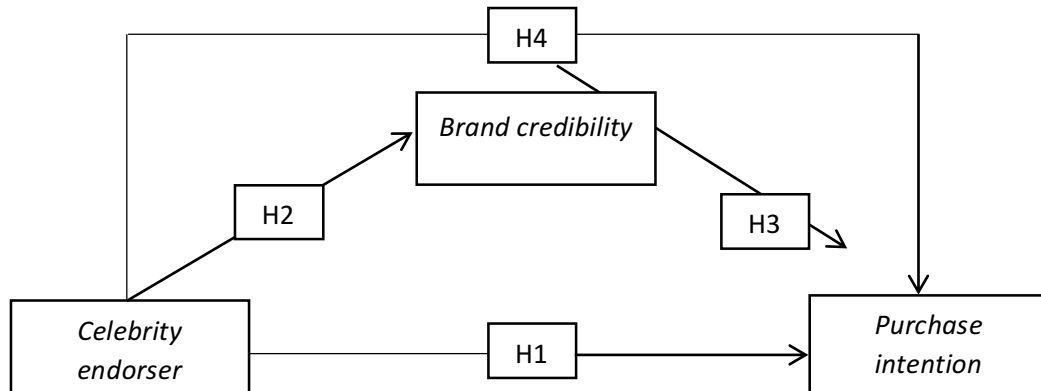 H4
Brand credibility
H2
H3
Celebrity
endorser
H1
Purchase
intention